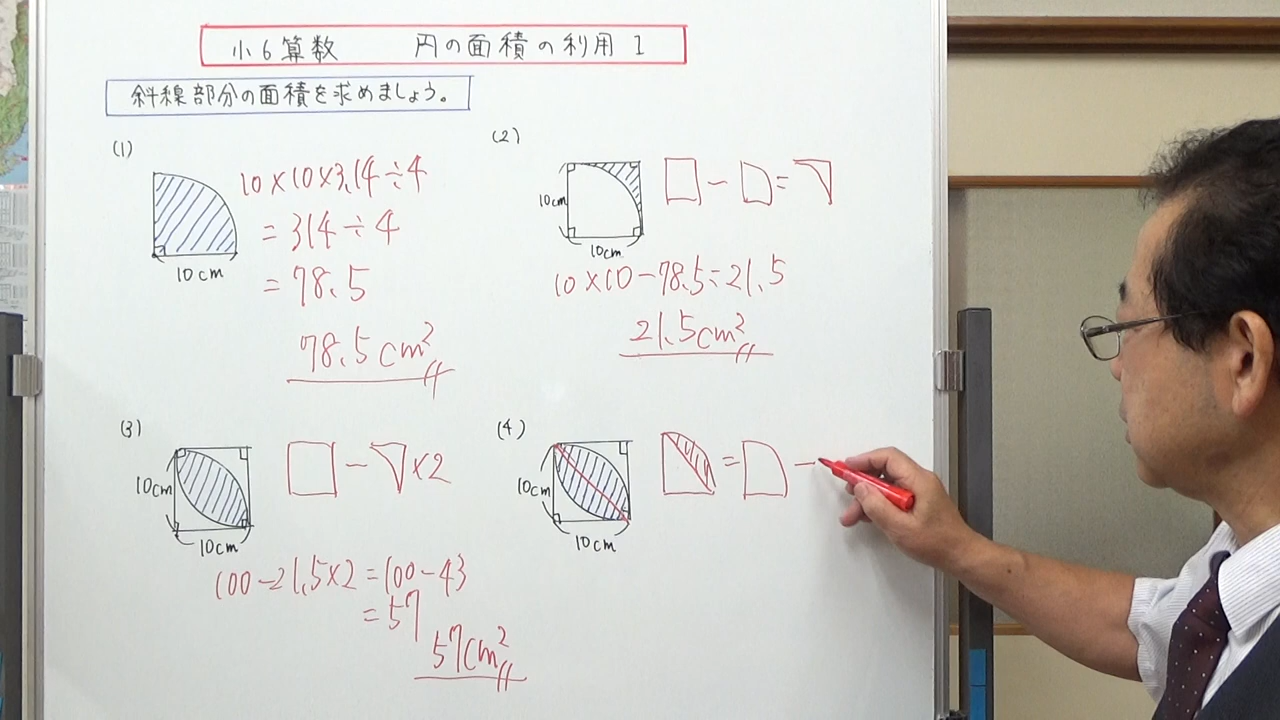 小6算数 円の面積の利用 1
斜線部分の面積を求めましょう。
(1)
10cm
10×10×3.14÷4
=314÷4
=78.5
78.5cm²
(2)
10cm
10cm
− =
10×10−78.5=21.5
21.5cm²
(3)
10cm
10cm
− ×2
100−21.5×2=100−43
=57
57cm²
(4)
10cm
10cm
= −